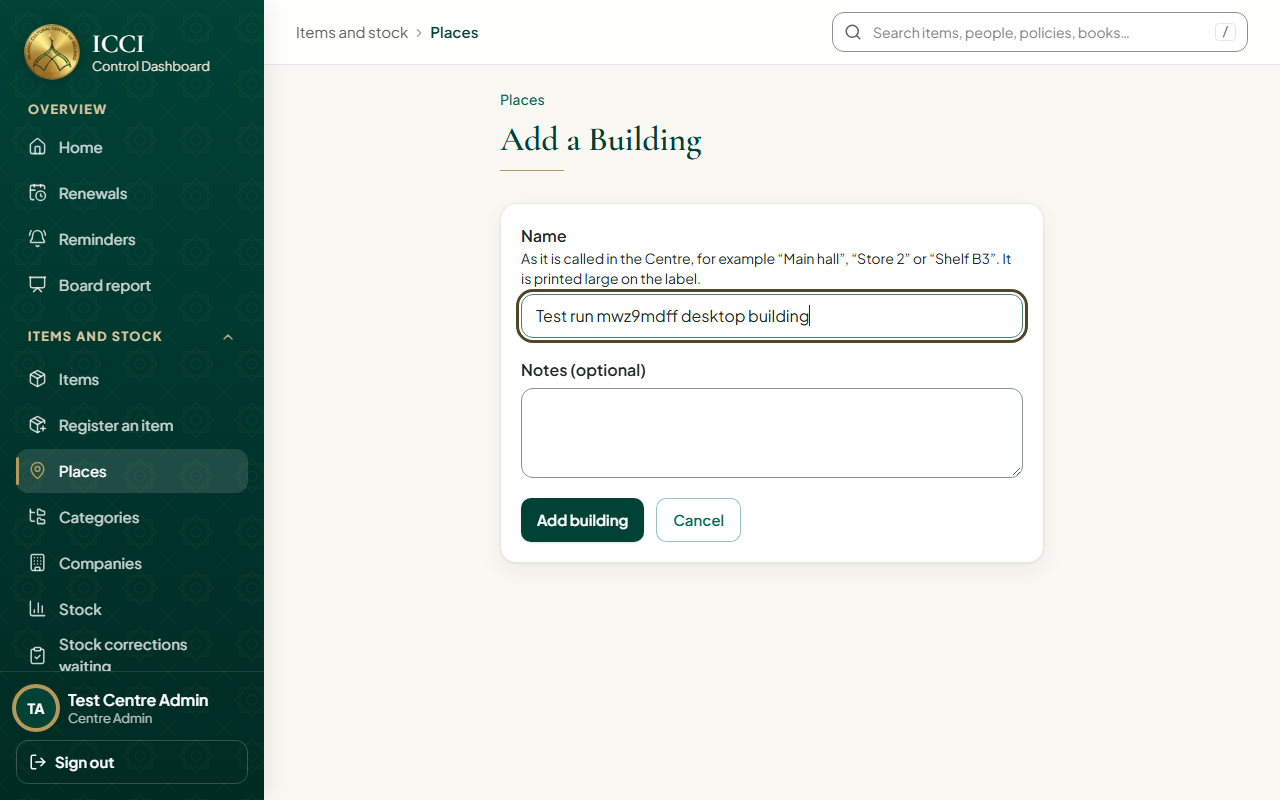 ICCI
Control Dashboard
OVERVIEW
Home
Renewals
Reminders
Board report
ITEMS AND STOCK
Items
Register an item
Places
Categories
Companies
Stock
Stock corrections
waiting
TA
Test Centre Admin
Centre Admin
Sign out
Items and stock › Places
Search items, people, policies, books…
/
Places
Add a Building
Name
As it is called in the Centre, for example “Main hall”, “Store 2” or “Shelf B3”. It
is printed large on the label.
Test run mwz9mdff desktop building
Notes (optional)
Add building
Cancel